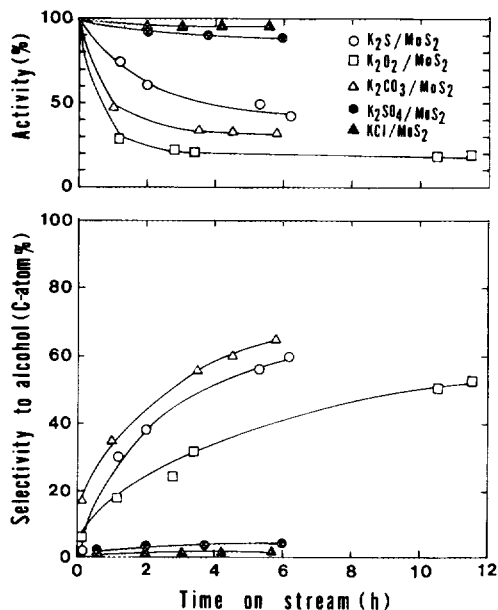 100
50
0
Activity (%)
K2S/MoS2
K2O2/MoS2
K2CO3/MoS2
K2SO4/MoS2
KCl/MoS2
100
80
60
40
20
0
Selectivity to alcohol (C-atom%)
0 2 4 6 8 10 12
Time on stream (h)